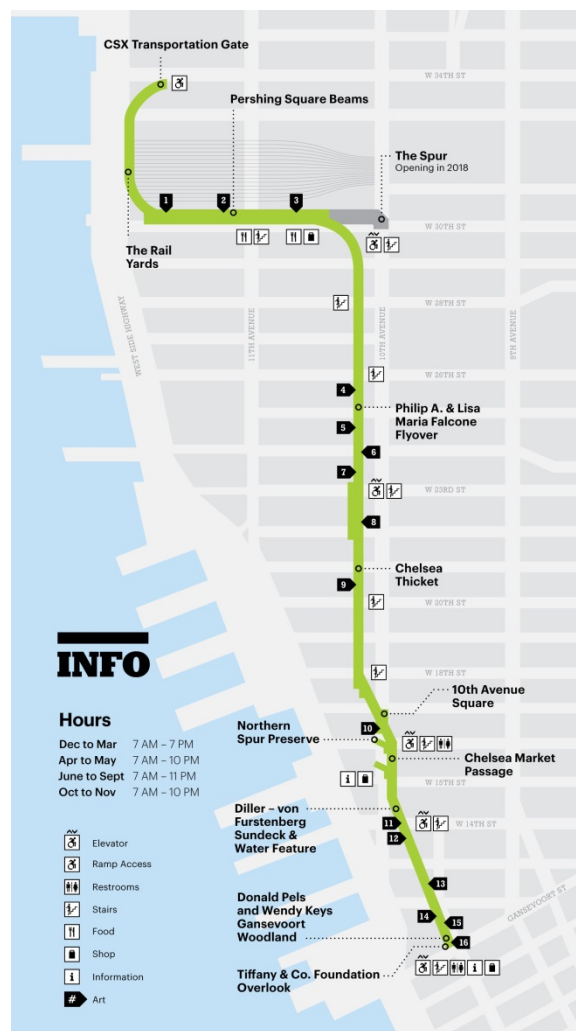 CSX Transportation Gate
W 34TH ST
Pershing Square Beams
The Spur
Opening in 2018
1
2
3
W 30TH ST
The Rail
Yards
WEST SIDE HIGHWAY
11TH AVENUE
10TH AVENUE
9TH AVENUE
W 28TH ST
W 26TH ST
4
Philip A. & Lisa
Maria Falcone
Flyover
5
6
7
W 23RD ST
8
Chelsea
Thicket
9
W 20TH ST
W 18TH ST
10th Avenue
Square
10
Northern
Spur Preserve
Chelsea Market
Passage
i
Diller – von
Furstenberg
Sundeck &
Water Feature
11
W 14TH ST
12
13
Donald Pels
and Wendy Keys
Gansevoort
Woodland
14
15
GANSEVOORT ST
16
Tiffany & Co. Foundation
Overlook
i
INFO
Hours
Dec to Mar 7 AM – 7 PM
Apr to May 7 AM – 10 PM
June to Sept 7 AM – 11 PM
Oct to Nov 7 AM – 10 PM
Elevator
Ramp Access
Restrooms
Stairs
Food
Shop
i Information
# Art